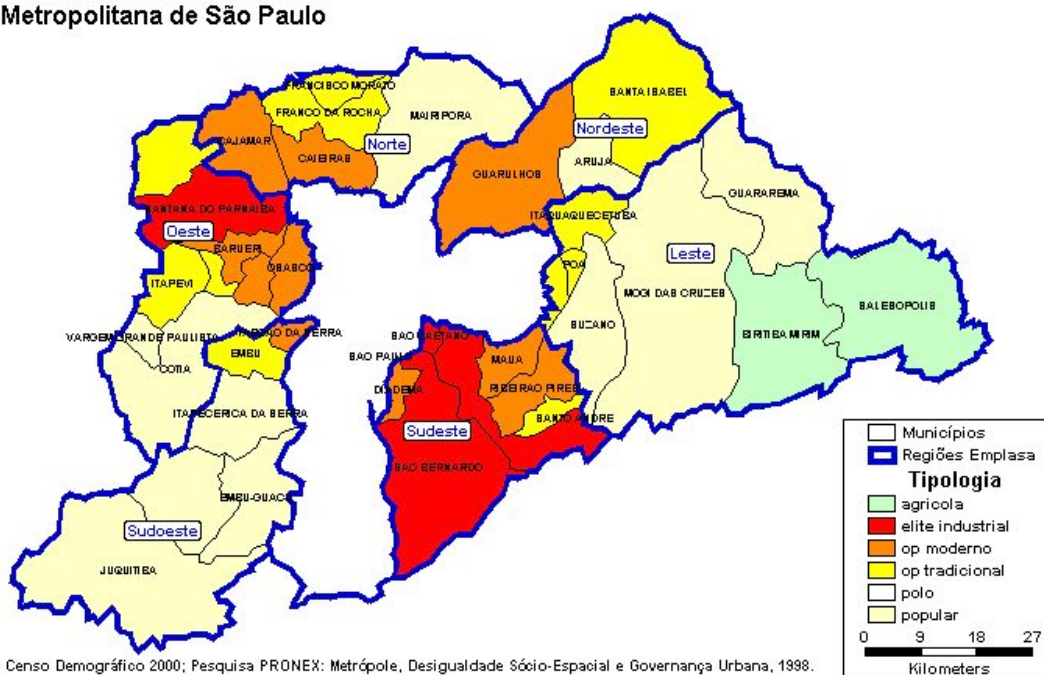 Metropolitana de São Paulo
FRANCISCO MORATO
FRANCO DA ROCHA
MAIRIPORA
Norte
CAJAMAR
CAIEIRAS
SANTA ISABEL
Nordeste
ARUJA
GUARULHOS
GUARAREMA
SANTANA DO PARNAIBA
Oeste
ITAQUAQUECETUBA
BARUERI
OSASCO
Leste
POA
ITAPEVI
MOGI DAS CRUZES
SALESOPOLIS
SUZANO
BIRITIBA MIRIM
VARGEM GRANDE PAULISTA
TABOAO DA SERRA
SAO CAETANO
EMBU
SAO PAULO
MAUA
COTIA
DIADEMA
RIBEIRAO PIRES
ITAPECERICA DA SERRA
SANTO ANDRE
Sudeste
SAO BERNARDO
EMBU-GUACU
Sudoeste
JUQUITIBA
Municípios
Regiões Emplasa
Tipologia
agricola
elite industrial
op moderno
op tradicional
polo
popular
0 9 18 27
Kilometers
Censo Demográfico 2000; Pesquisa PRONEX: Metrópole, Desigualdade Sócio-Espacial e Governança Urbana, 1998.